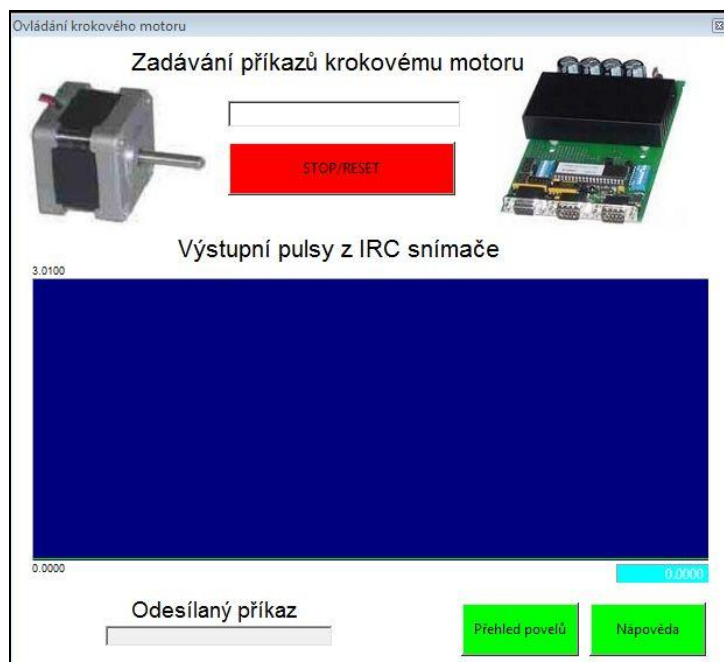 Ovládání krokového motoru
Zadávání příkazů krokovému motoru
STOP/RESET
Výstupní pulsy z IRC snímače
3.0100
0.0000
0.0000
Odesílaný příkaz
Přehled povelů
Nápověda